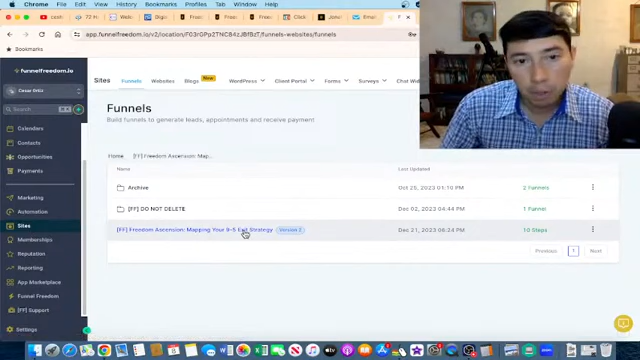 Chrome File Edit View History Bookmarks Profiles Tab Window Help
app.funnelfreedom.io/v2/location/
/funnels-websites/funnels
Bookmarks
funnelfreedom.io
Cesar Ortiz
Search
Calendars
Contacts
Opportunities
Payments
Marketing
Automation
Sites
Memberships
Reputation
Reporting
App Marketplace
Funnel Freedom
[FF] Support
Settings
Sites Funnels Websites Blogs New WordPress Client Portal Forms Surveys Chat
Funnels
Build funnels to generate leads, appointments and receive payment
Home [FF] Freedom Ascension: Map...
Name Last Updated
Archive Oct 25, 2023 01:10 PM 2 Funnels
[FF] DO NOT DELETE Dec 02, 2023 04:44 PM 1 Funnel
[FF] Freedom Ascension: Mapping Your 9-5 Exit Strategy Version 2 Dec 21, 2023 06:24 PM 10 Steps
Previous 1 Next